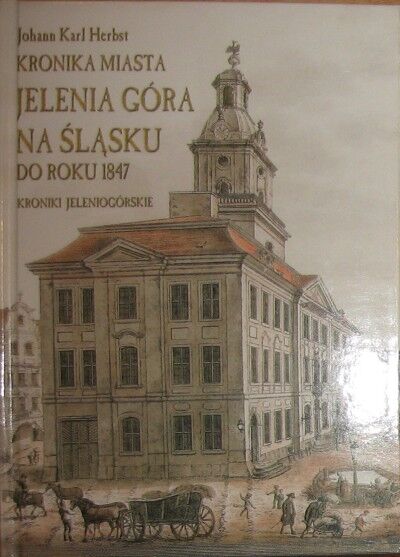 Johann Karl Herbst
KRONIKA MIASTA
JELENIA GÓRA
NA ŚLĄSKU
DO ROKU 1847
KRONIKI JELENIOGÓRSKIE